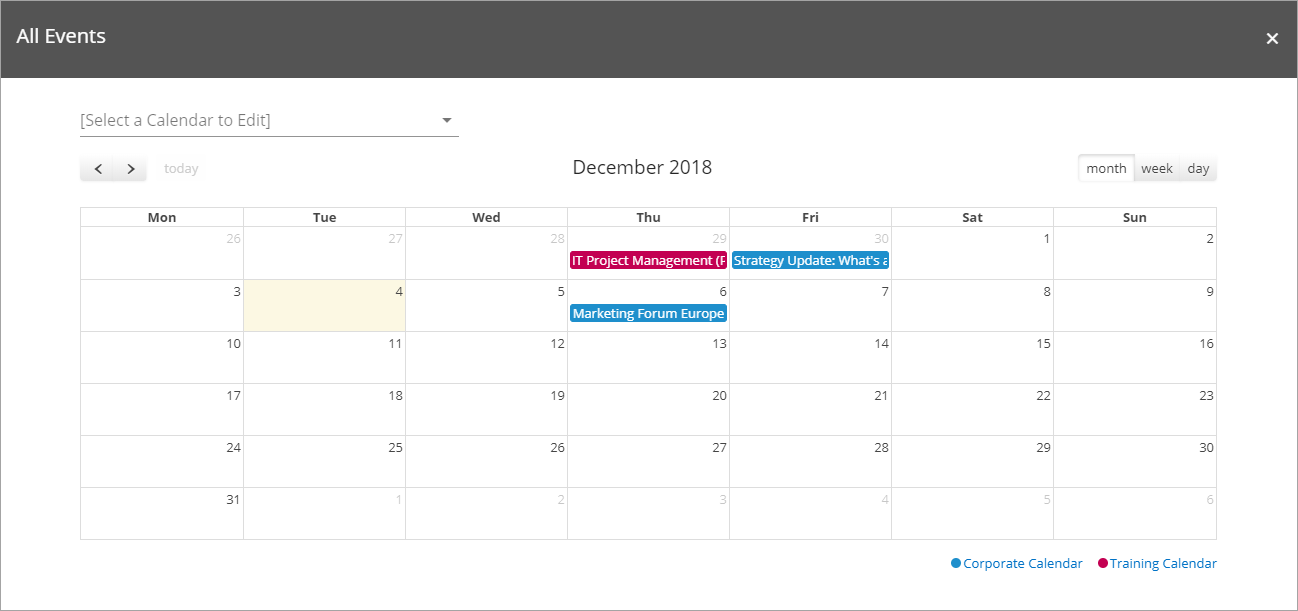 All Events
[Select a Calendar to Edit]
today
December 2018
month week day
Mon Tue Wed Thu Fri Sat Sun
26 27 28 29 30 1 2
IT Project Management ( Strategy Update: What's
3 4 5 6 7 8 9
Marketing Forum Europe
10 11 12 13 14 15 16
17 18 19 20 21 22 23
24 25 26 27 28 29 30
31 1 2 3 4 5 6
Corporate Calendar Training Calendar